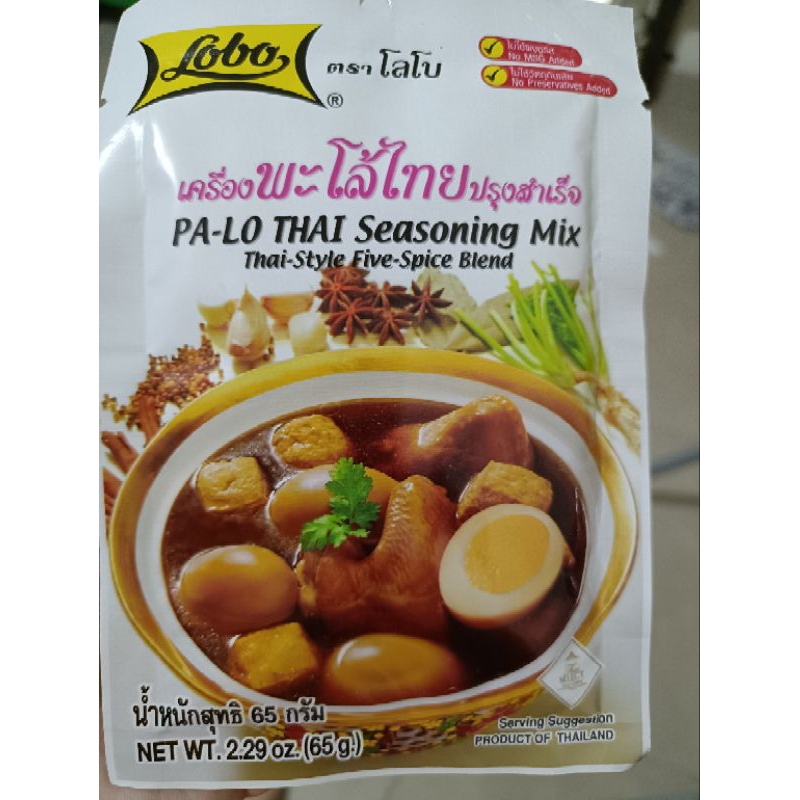 Lobo
®
ตรา โลโบ
ไม่ใช้ผงชูรส
No MSG Added
ไม่ใช้วัตถุกันเสีย
No Preservatives Added
เครื่องพะโล้ไทยปรุงสำเร็จ
PA-LO THAI Seasoning Mix
Thai-Style Five-Spice Blend
น้ำหนักสุทธิ 65 กรัม
NET WT. 2.29 oz. (65 g.)
Serving Suggestion
PRODUCT OF THAILAND